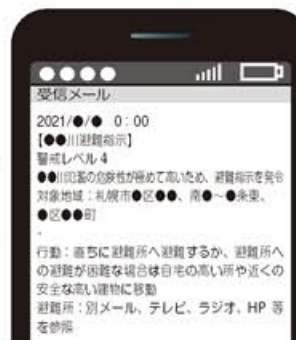 受信メール
2021/●/● 0:00
【●●川避難指示】
警戒レベル 4
●●川氾濫の危険性が極めて高いため、避難指示を発令
対象地域：札幌市●区●●、南●～●条東、
●区●●町
-
行動：直ちに避難所へ避難するか、避難所へ
の避難が困難な場合は自宅の高い所や近くの
安全な高い建物に移動
避難所：別メール、テレビ、ラジオ、HP 等
を参照